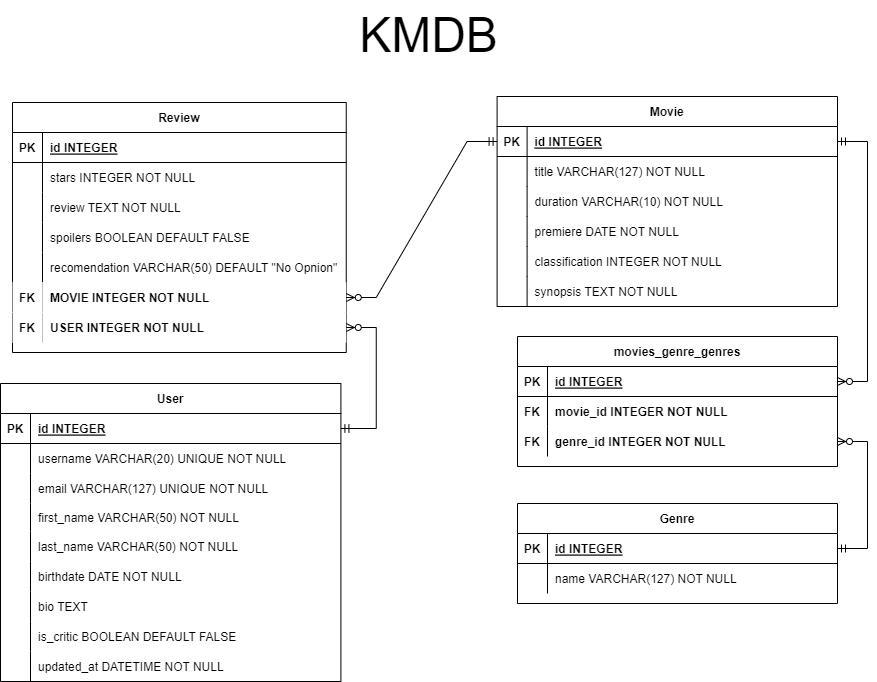 KMDB
Review
PK id INTEGER
stars INTEGER NOT NULL
review TEXT NOT NULL
spoilers BOOLEAN DEFAULT FALSE
recomendation VARCHAR(50) DEFAULT "No Opnion"
FK MOVIE INTEGER NOT NULL
FK USER INTEGER NOT NULL
User
PK id INTEGER
username VARCHAR(20) UNIQUE NOT NULL
email VARCHAR(127) UNIQUE NOT NULL
first_name VARCHAR(50) NOT NULL
last_name VARCHAR(50) NOT NULL
birthdate DATE NOT NULL
bio TEXT
is_critic BOOLEAN DEFAULT FALSE
updated_at DATETIME NOT NULL
Movie
PK id INTEGER
title VARCHAR(127) NOT NULL
duration VARCHAR(10) NOT NULL
premiere DATE NOT NULL
classification INTEGER NOT NULL
synopsis TEXT NOT NULL
movies_genre_genres
PK id INTEGER
FK movie_id INTEGER NOT NULL
FK genre_id INTEGER NOT NULL
Genre
PK id INTEGER
name VARCHAR(127) NOT NULL